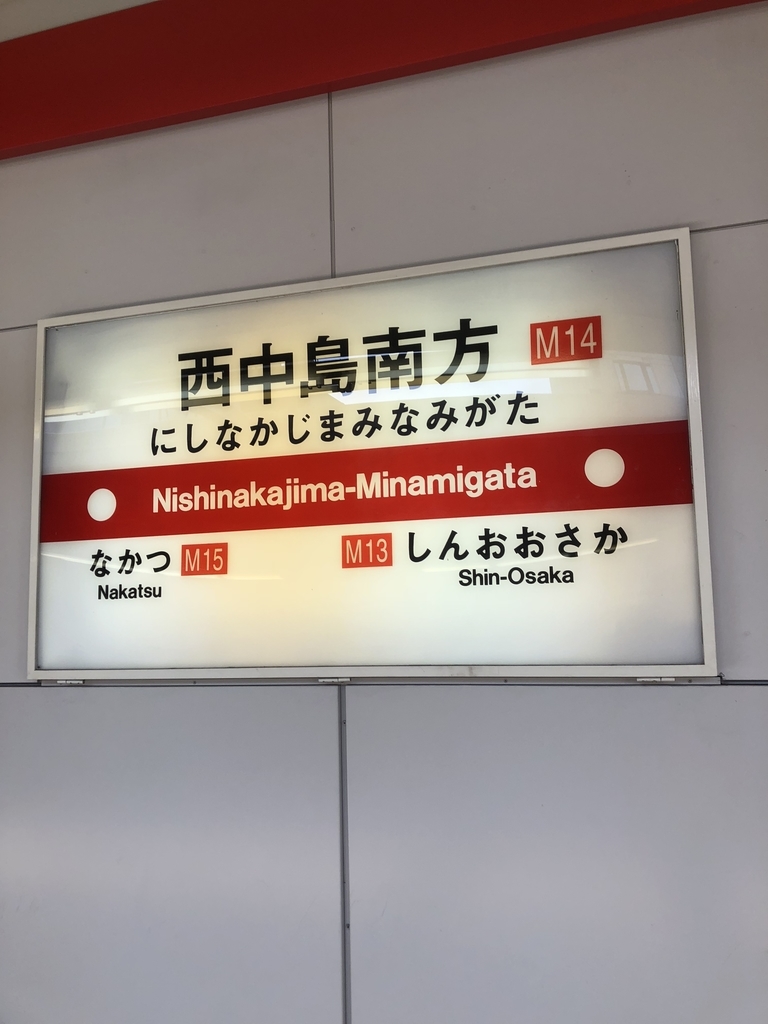 西中島南方 M14
にしなかじまみなみがた
Nishinakajima-Minamigata
なかつ M15 M13 しんおおさか
Nakatsu Shin-Osaka